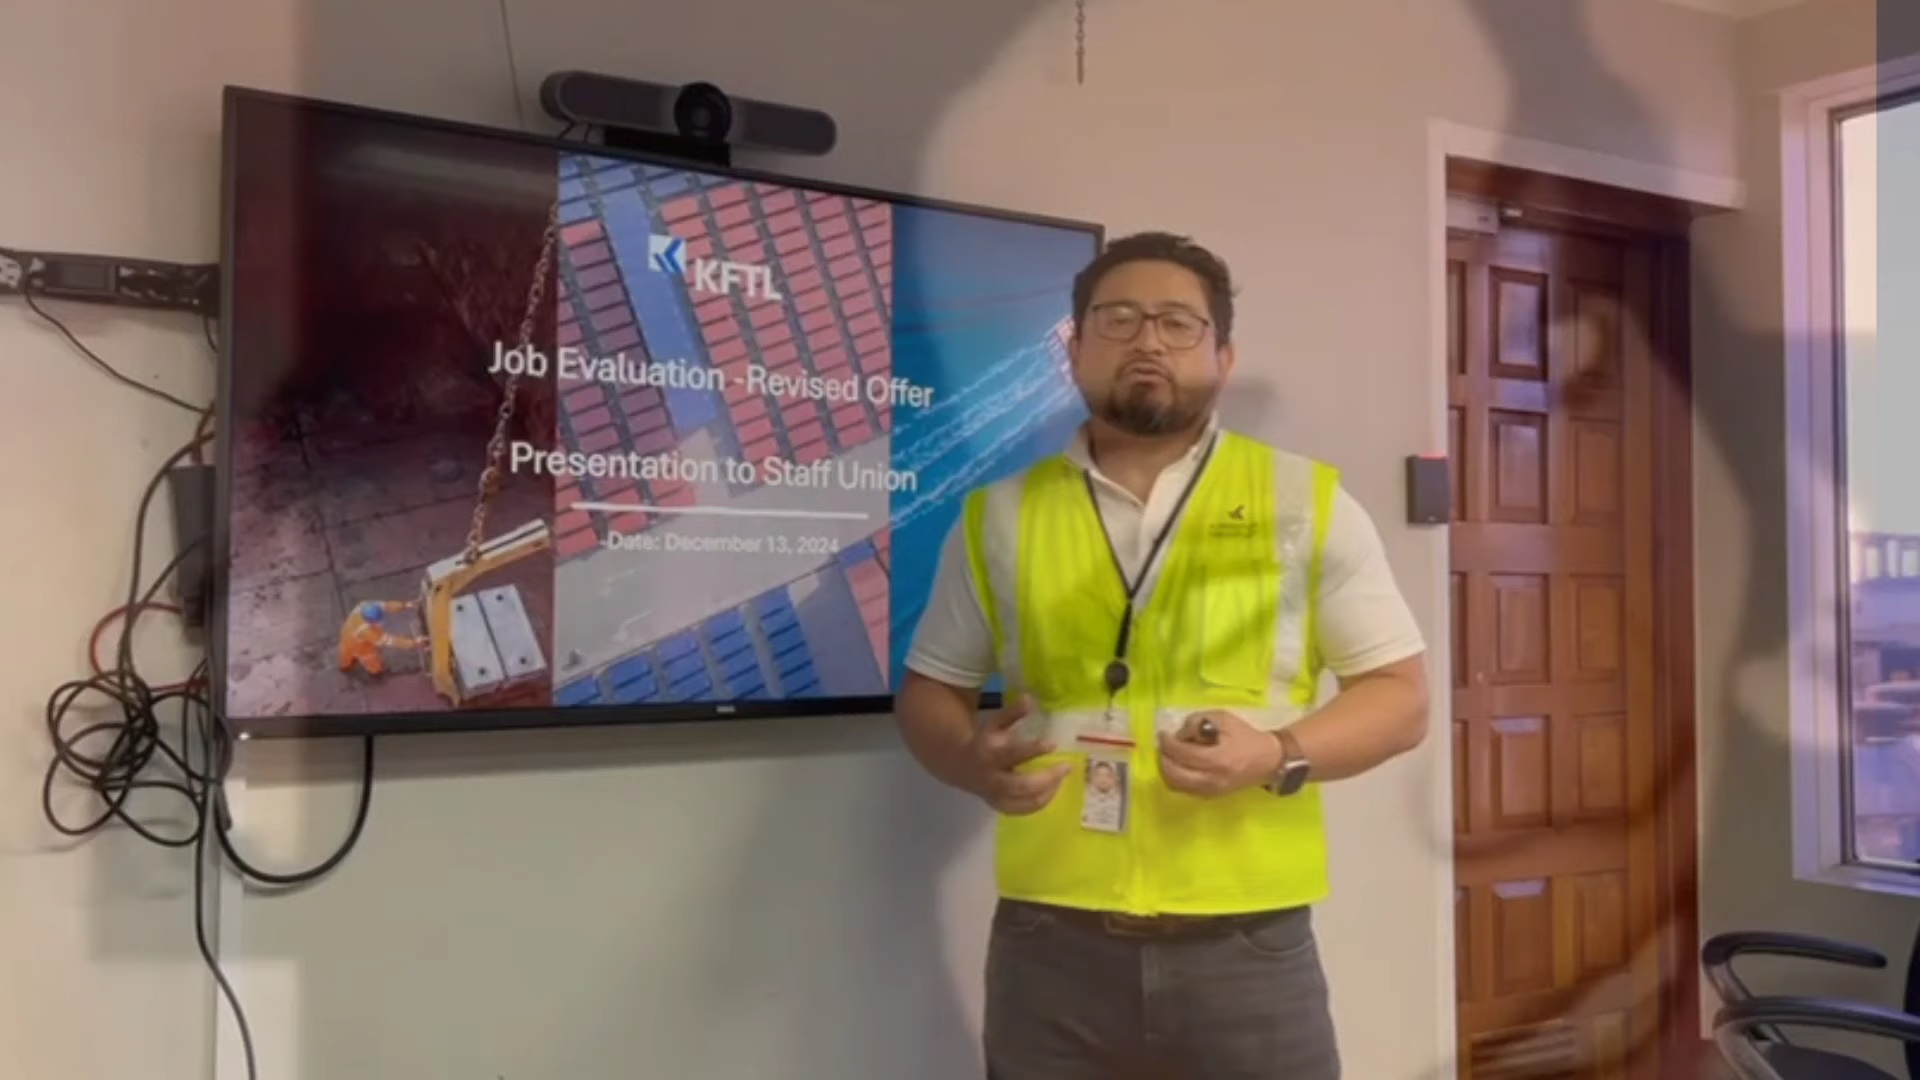 KFTL
Job Evaluation -Revised Offer
Presentation to Staff Union
Date: December 13, 2024